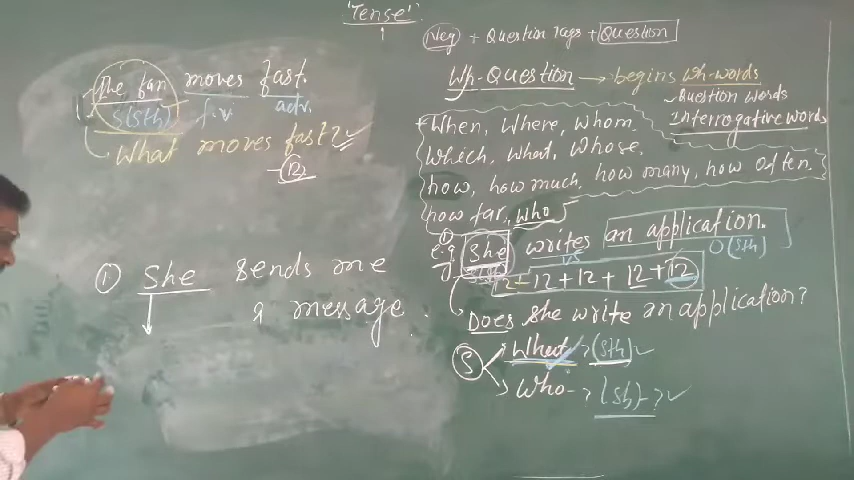 'Tense'
Neg + Question Tags + Question
Wh-Question → begins wh-words
Question words
Interrogative words
When, Where, Whom,
Which, What, Whose,
how, how much, how many, how often,
how far, who
e.g ① She writes an application.
O (sth)
12 + 12 + 12 + 12 + 12
Does she write an application?
S
What → (sth) ✓
Who → (sb) → ✓
The fan moves fast.
S(sth) f.v. adv.
What moves fast? ✓
12
① She sends me
a message.